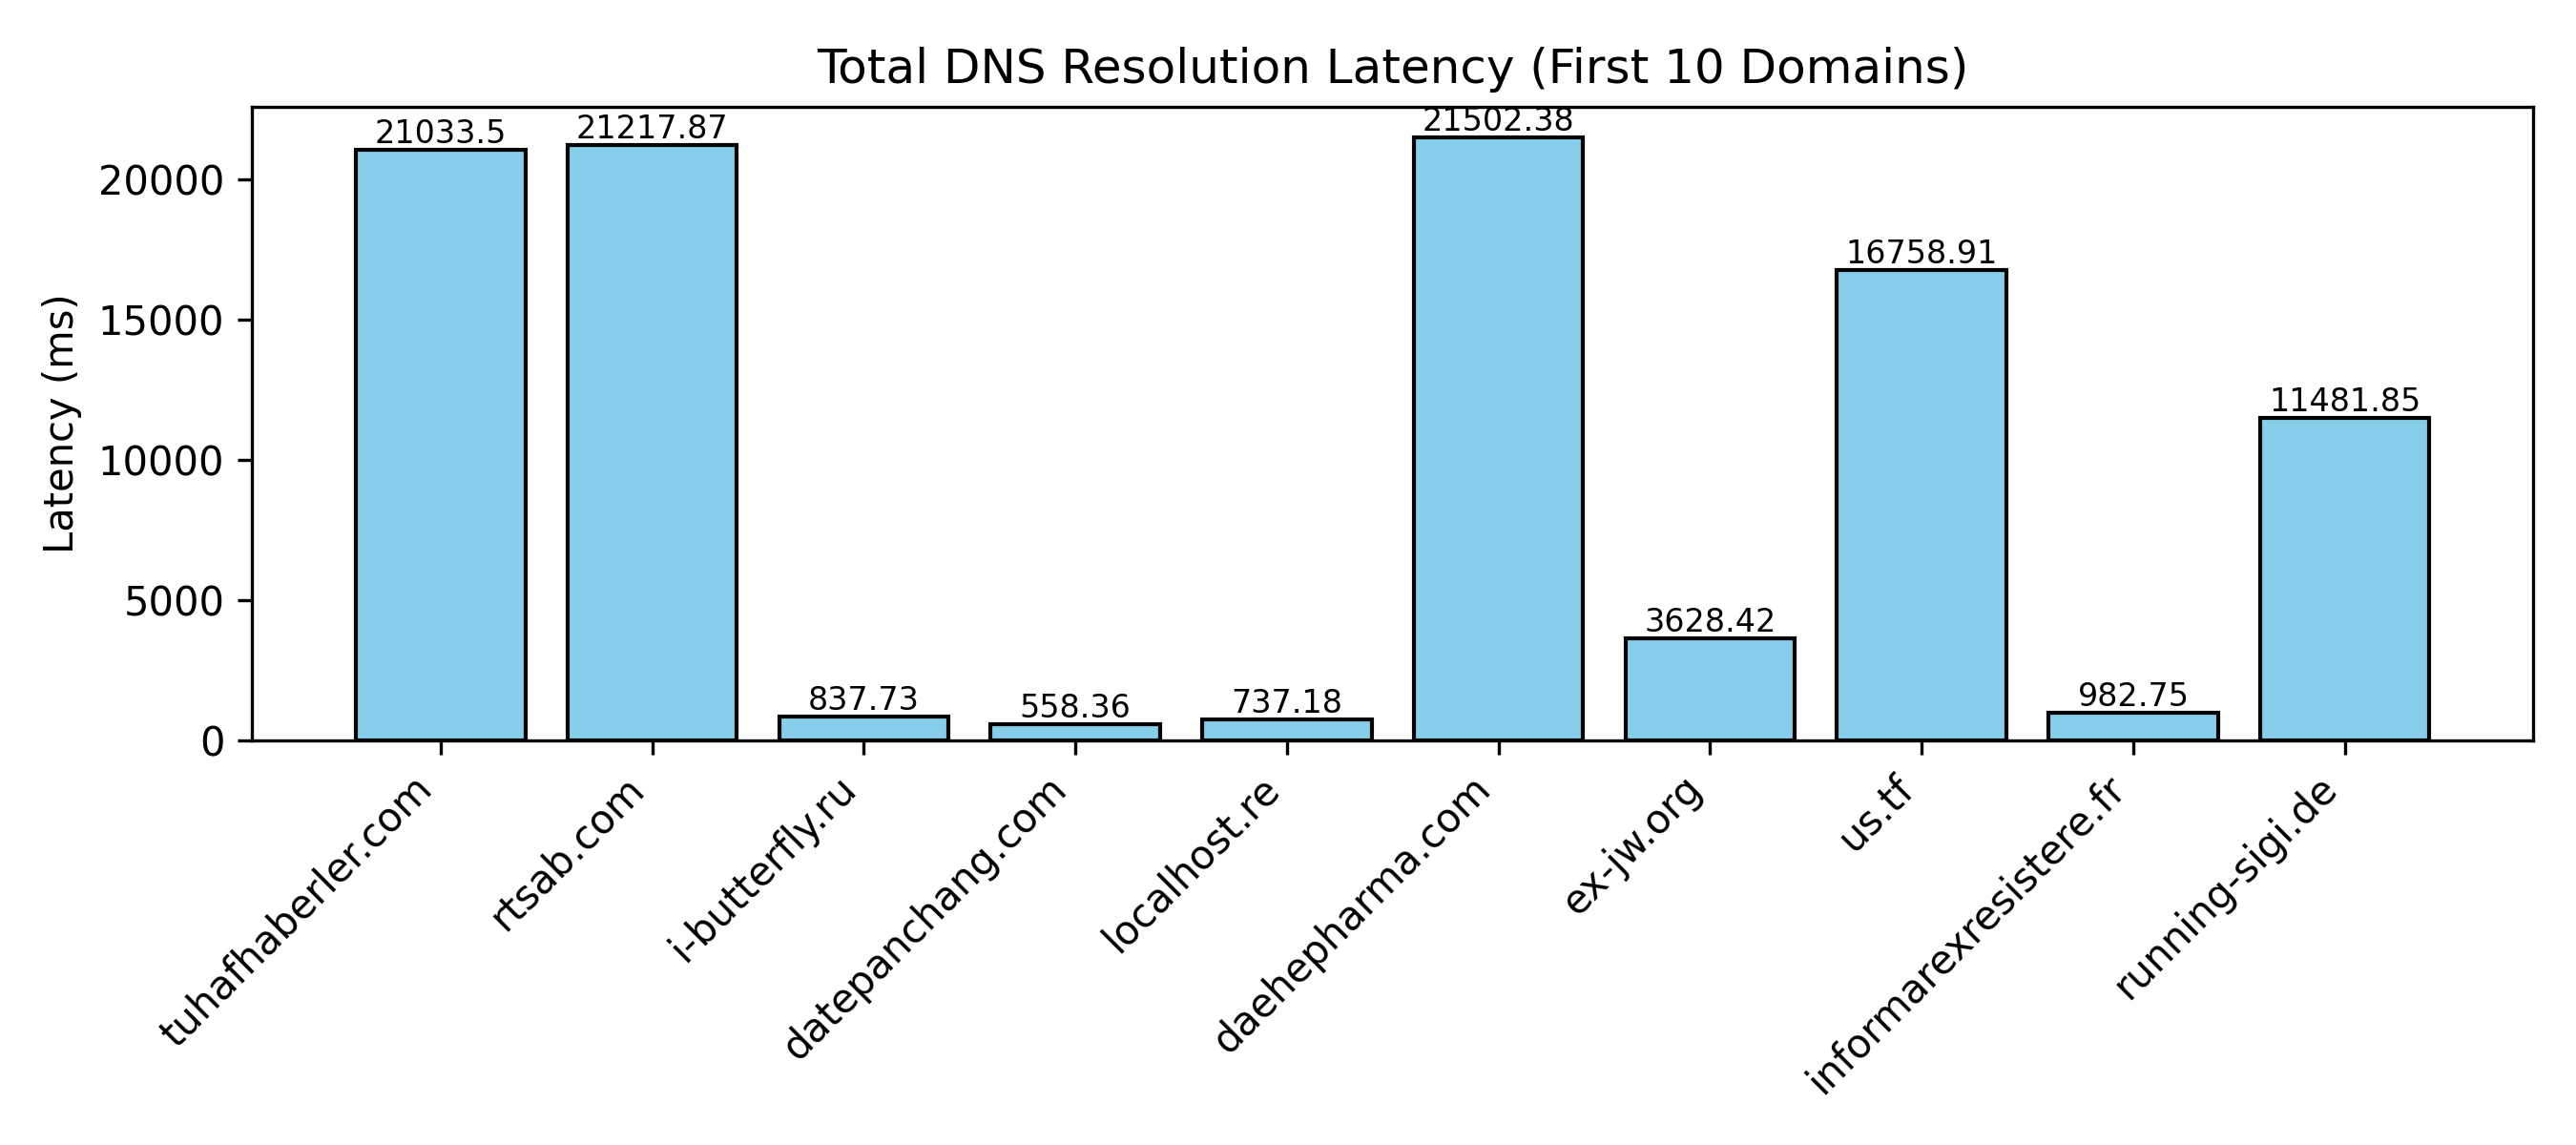 Total DNS Resolution Latency (First 10 Domains)
Latency (ms)
20000
15000
10000
5000
0
21033.5
21217.87
837.73
558.36
737.18
21502.38
3628.42
16758.91
982.75
11481.85
tuhafhaberler.com
rtsab.com
i-butterfly.ru
datepanchang.com
localhost.re
daehepharma.com
ex-jw.org
us.tf
informarexresistere.fr
running-sigi.de